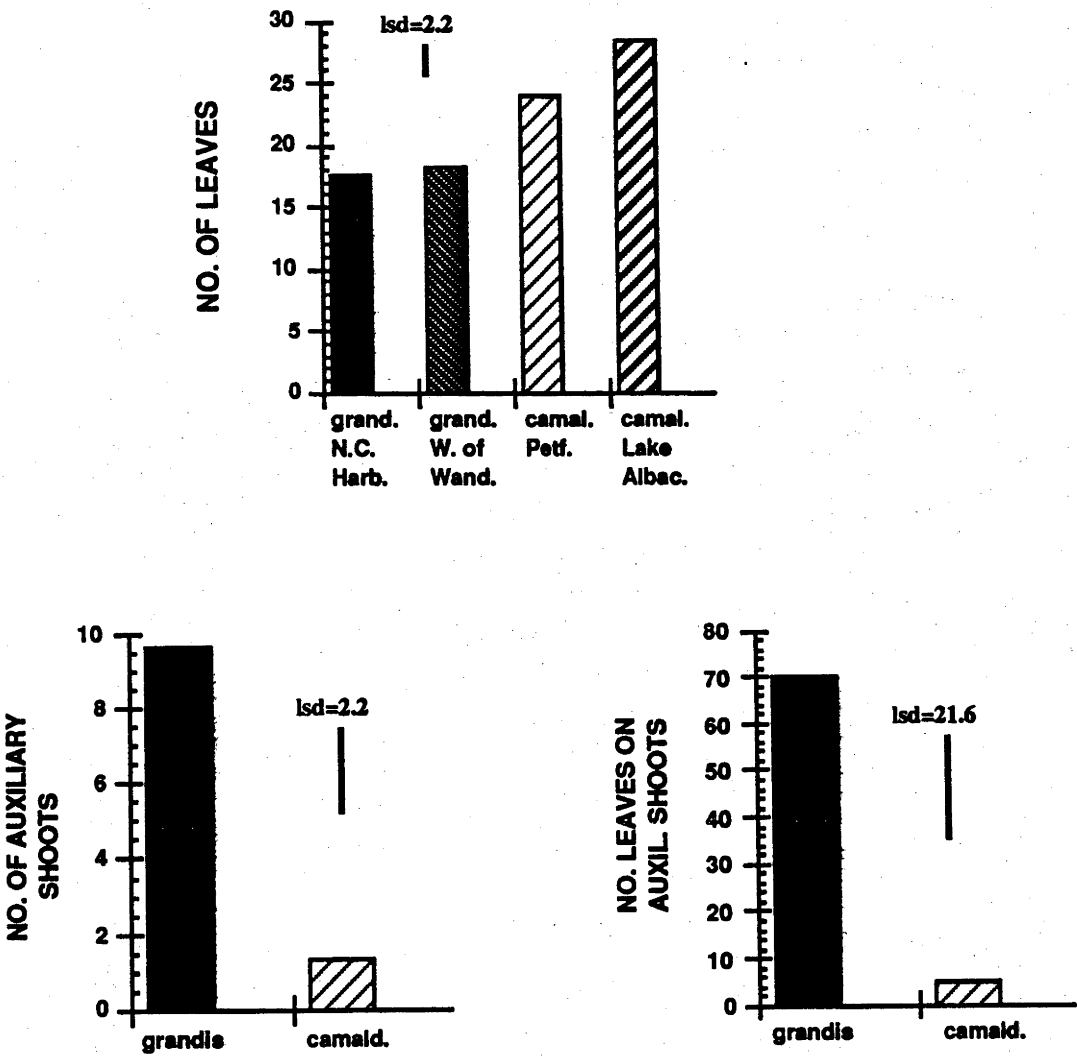 NO. OF LEAVES
30
25
20
15
10
5
0
lsd=2.2
grand.
N.C.
Harb.
grand.
W. of
Wand.
camal.
Petf.
camal.
Lake
Albac.
NO. OF AUXILIARY
SHOOTS
10
8
6
4
2
0
lsd=2.2
grandis
camald.
NO. LEAVES ON
AUXIL. SHOOTS
80
70
60
50
40
30
20
10
0
lsd=21.6
grandis
camald.